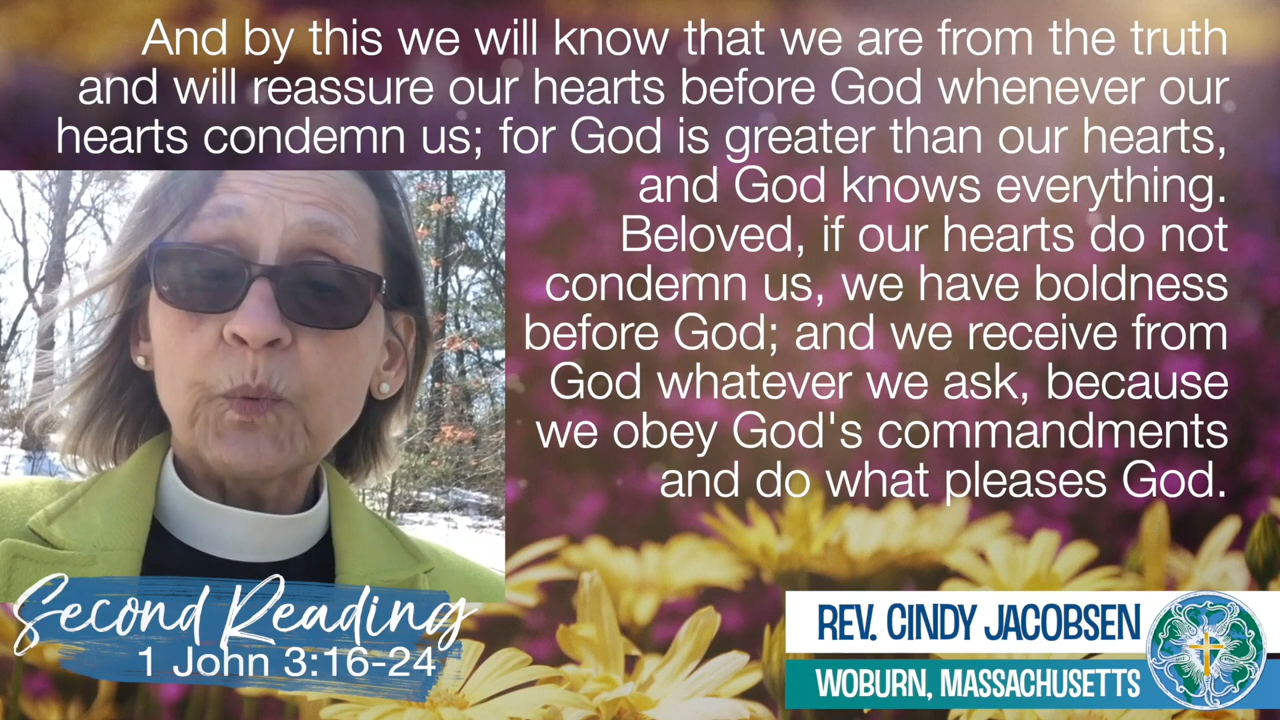 And by this we will know that we are from the truth
and will reassure our hearts before God whenever our
hearts condemn us; for God is greater than our hearts,
and God knows everything.
Beloved, if our hearts do not
condemn us, we have boldness
before God; and we receive from
God whatever we ask, because
we obey God's commandments
and do what pleases God.
Second Reading
1 John 3:16-24
REV. CINDY JACOBSEN
WOBURN, MASSACHUSETTS